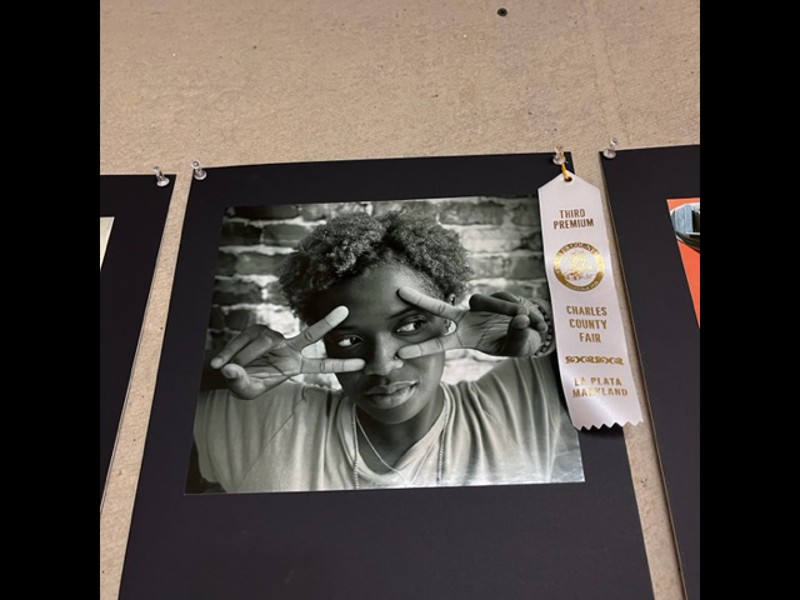 THIRD
PREMIUM
CHARLES
COUNTY
FAIR
LA PLATA
MARYLAND